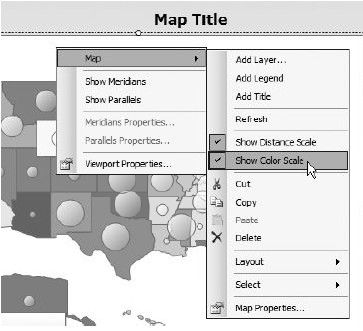 Map Title
Map
Show Meridians
Show Parallels
Meridians Properties...
Parallels Properties...
Viewport Properties...
Add Layer...
Add Legend
Add Title
Refresh
Show Distance Scale
Show Color Scale
Cut
Copy
Paste
Delete
Layout
Select
Map Properties...